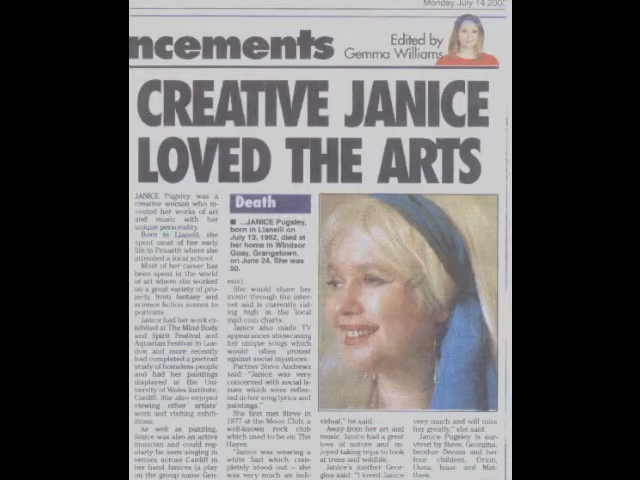 Monday July 14 200
ncements
Edited by
Gemma Williams
CREATIVE JANICE
LOVED THE ARTS
JANICE Pugsley was a
creative woman who in-
vested her works of art
and music with her
unique personality.
Born in Llanelli, she
spent most of her early
life in Penarth where she
attended a local school.
Most of her career has
been spent in the world
of art where she worked
on a great variety of pro-
jects from fantasy and
science fiction scenes to
portraits.
Janice had her work ex-
hibited at The Mind Body
and Spirit Festival and
Aquarian Festival in Lon-
don and more recently
had completed a portrait
study of homeless people
and had her paintings
displayed at the Uni-
versity of Wales Institute,
Cardiff. She also enjoyed
viewing other artists'
work and visiting exhib-
itions.
As well as painting,
Janice was also an active
musician and could reg-
ularly be seen singing in
venues across Cardiff in
her band Janices (a play
on the group name Gen-
Death
■ ...JANICE Pugsley,
born in Llanelli on
July 13, 1952, died at
her home in Windsor
Quay, Grangetown,
on June 24. She was
50.
esis).
She would share her
music through the inter-
net and is currently rid-
ing high in the local
mp3.com charts.
Janice also made TV
appearances showcasing
her unique songs which
would often protest
against social injustices.
Partner Steve Andrews
said: "Janice was very
concerned with social is-
sues which were reflec-
ted in her song lyrics and
paintings."
She first met Steve in
1977 at the Moon Club, a
well-known rock club
which used to be on The
Hayes.
"Janice was wearing a
white Sari which com-
pletely stood out – she
was very much an indi-
vidual," he said.
Away from her art and
music, Janice had a great
love of nature and en-
joyed taking trips to look
at trees and wildlife.
Janice's mother Geor-
gina said: "I loved Janice
very much and will miss
her greatly," she said.
Janice Pugsley is sur-
vived by Steve, Georgina,
brother Dennis and her
four children, Orion,
Oona, Isaac and Mat-
thew.